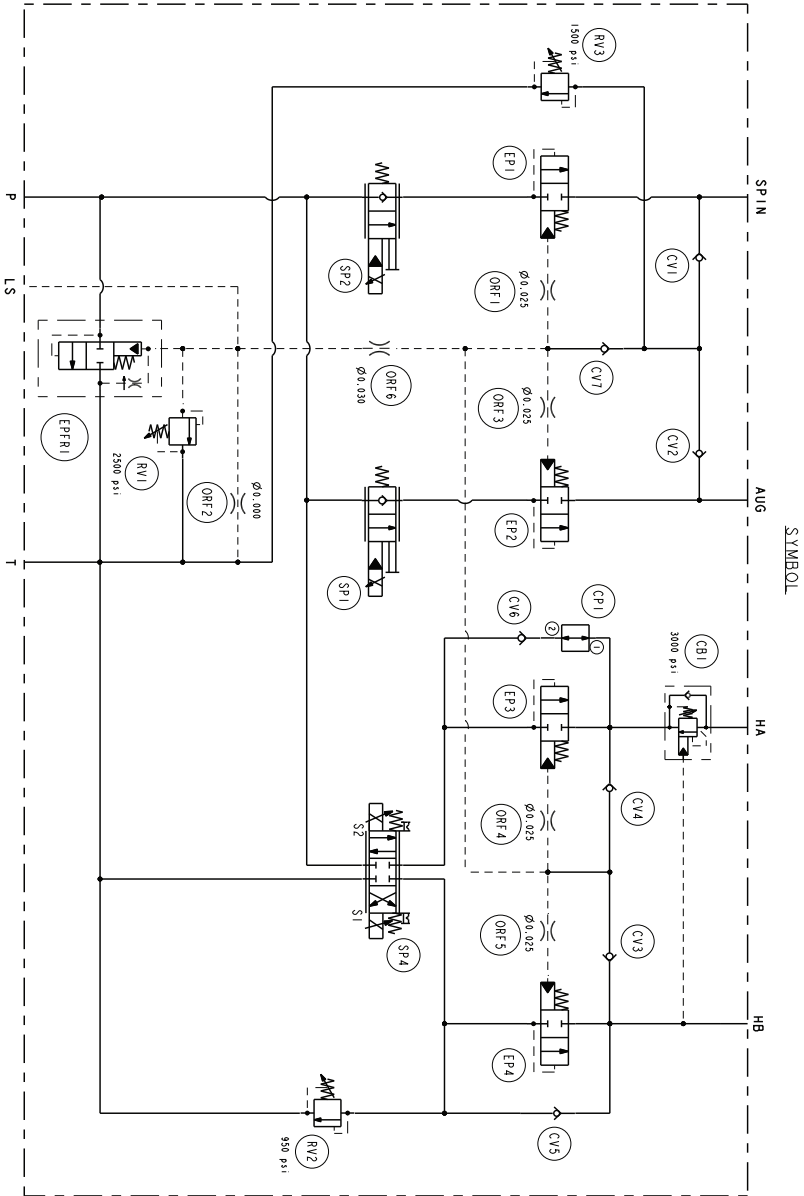 SYMBOL
SPIN
AUG
HA
HB
CB1
3000 psi
CV1
CV2
CV4
CV3
RV3
1500 psi
CV7
CP1
1
2
CV5
EP1
ORF1
Ø0.025
ORF3
Ø0.025
EP2
CV6
EP3
ORF4
Ø0.025
ORF5
Ø0.025
EP4
ORF6
Ø0.030
SP2
SP1
S2
S1
SP4
RV2
950 psi
ORF2
Ø0.000
RV1
2500 psi
EPFR1
P
LS
T